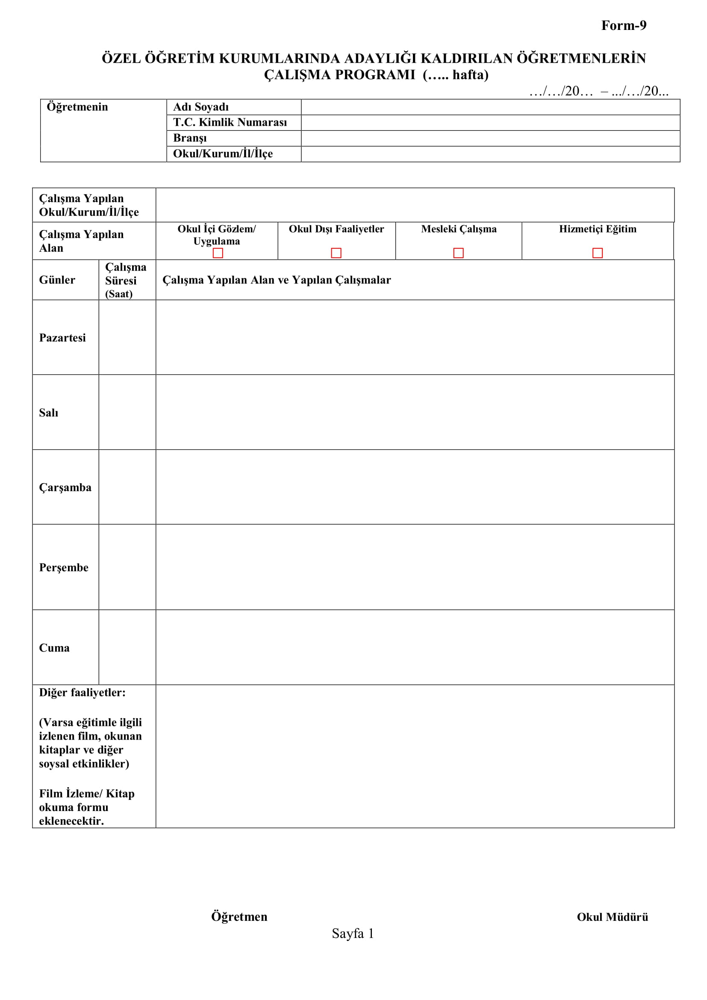 Form-9
ÖZEL ÖĞRETİM KURUMLARINDA ADAYLIĞI KALDIRILAN ÖĞRETMENLERİN
ÇALIŞMA PROGRAMI (….. hafta)
…/…/20… – .../…/20...
Öğretmenin
Adı Soyadı
T.C. Kimlik Numarası
Branşı
Okul/Kurum/İl/İlçe
Çalışma Yapılan
Okul/Kurum/İl/İlçe
Çalışma Yapılan
Alan
Okul İçi Gözlem/
Uygulama
Okul Dışı Faaliyetler
Mesleki Çalışma
Hizmetiçi Eğitim
Günler
Çalışma
Süresi
(Saat)
Çalışma Yapılan Alan ve Yapılan Çalışmalar
Pazartesi
Salı
Çarşamba
Perşembe
Cuma
Diğer faaliyetler:
(Varsa eğitimle ilgili
izlenen film, okunan
kitaplar ve diğer
soysal etkinlikler)
Film İzleme/ Kitap
okuma formu
eklenecektir.
Öğretmen
Okul Müdürü
Sayfa 1